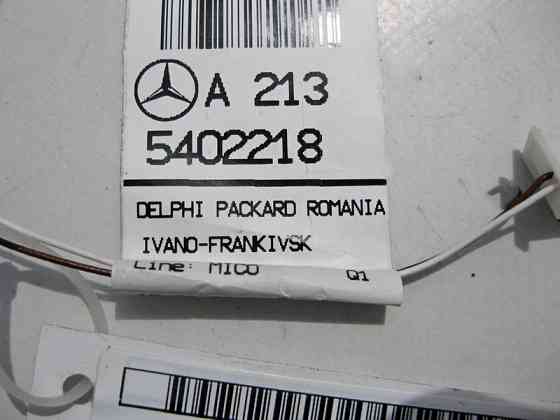 A 213
5402218
DELPHI PACKARD ROMANIA
IVANO-FRANKIVSK
Line: MICO Q1